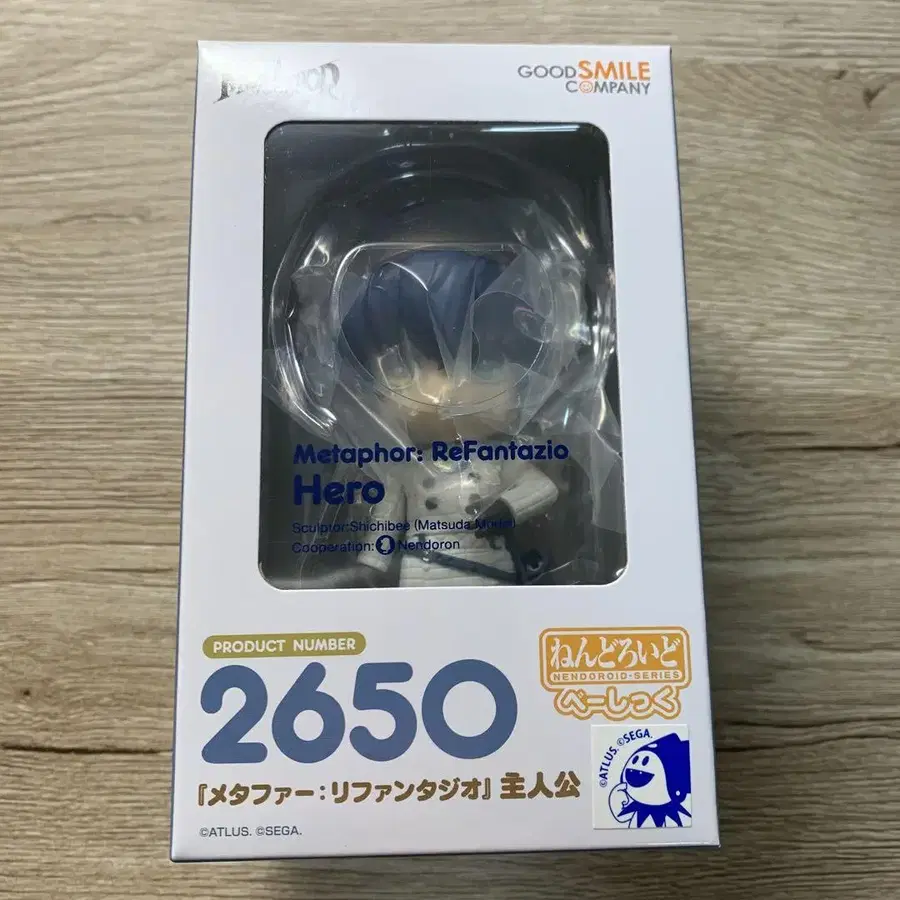 GOOD SMILE
COMPANY
Metaphor: ReFantazio
Hero
Sculptor:Shichibee (Matsuda Model)
Cooperation: Nendoron
PRODUCT NUMBER
2650
ねんどろいど
NENDOROID-SERIES
べーしっく
©ATLUS. ©SEGA.
『メタファー:リファンタジオ』主人公
©ATLUS. ©SEGA.